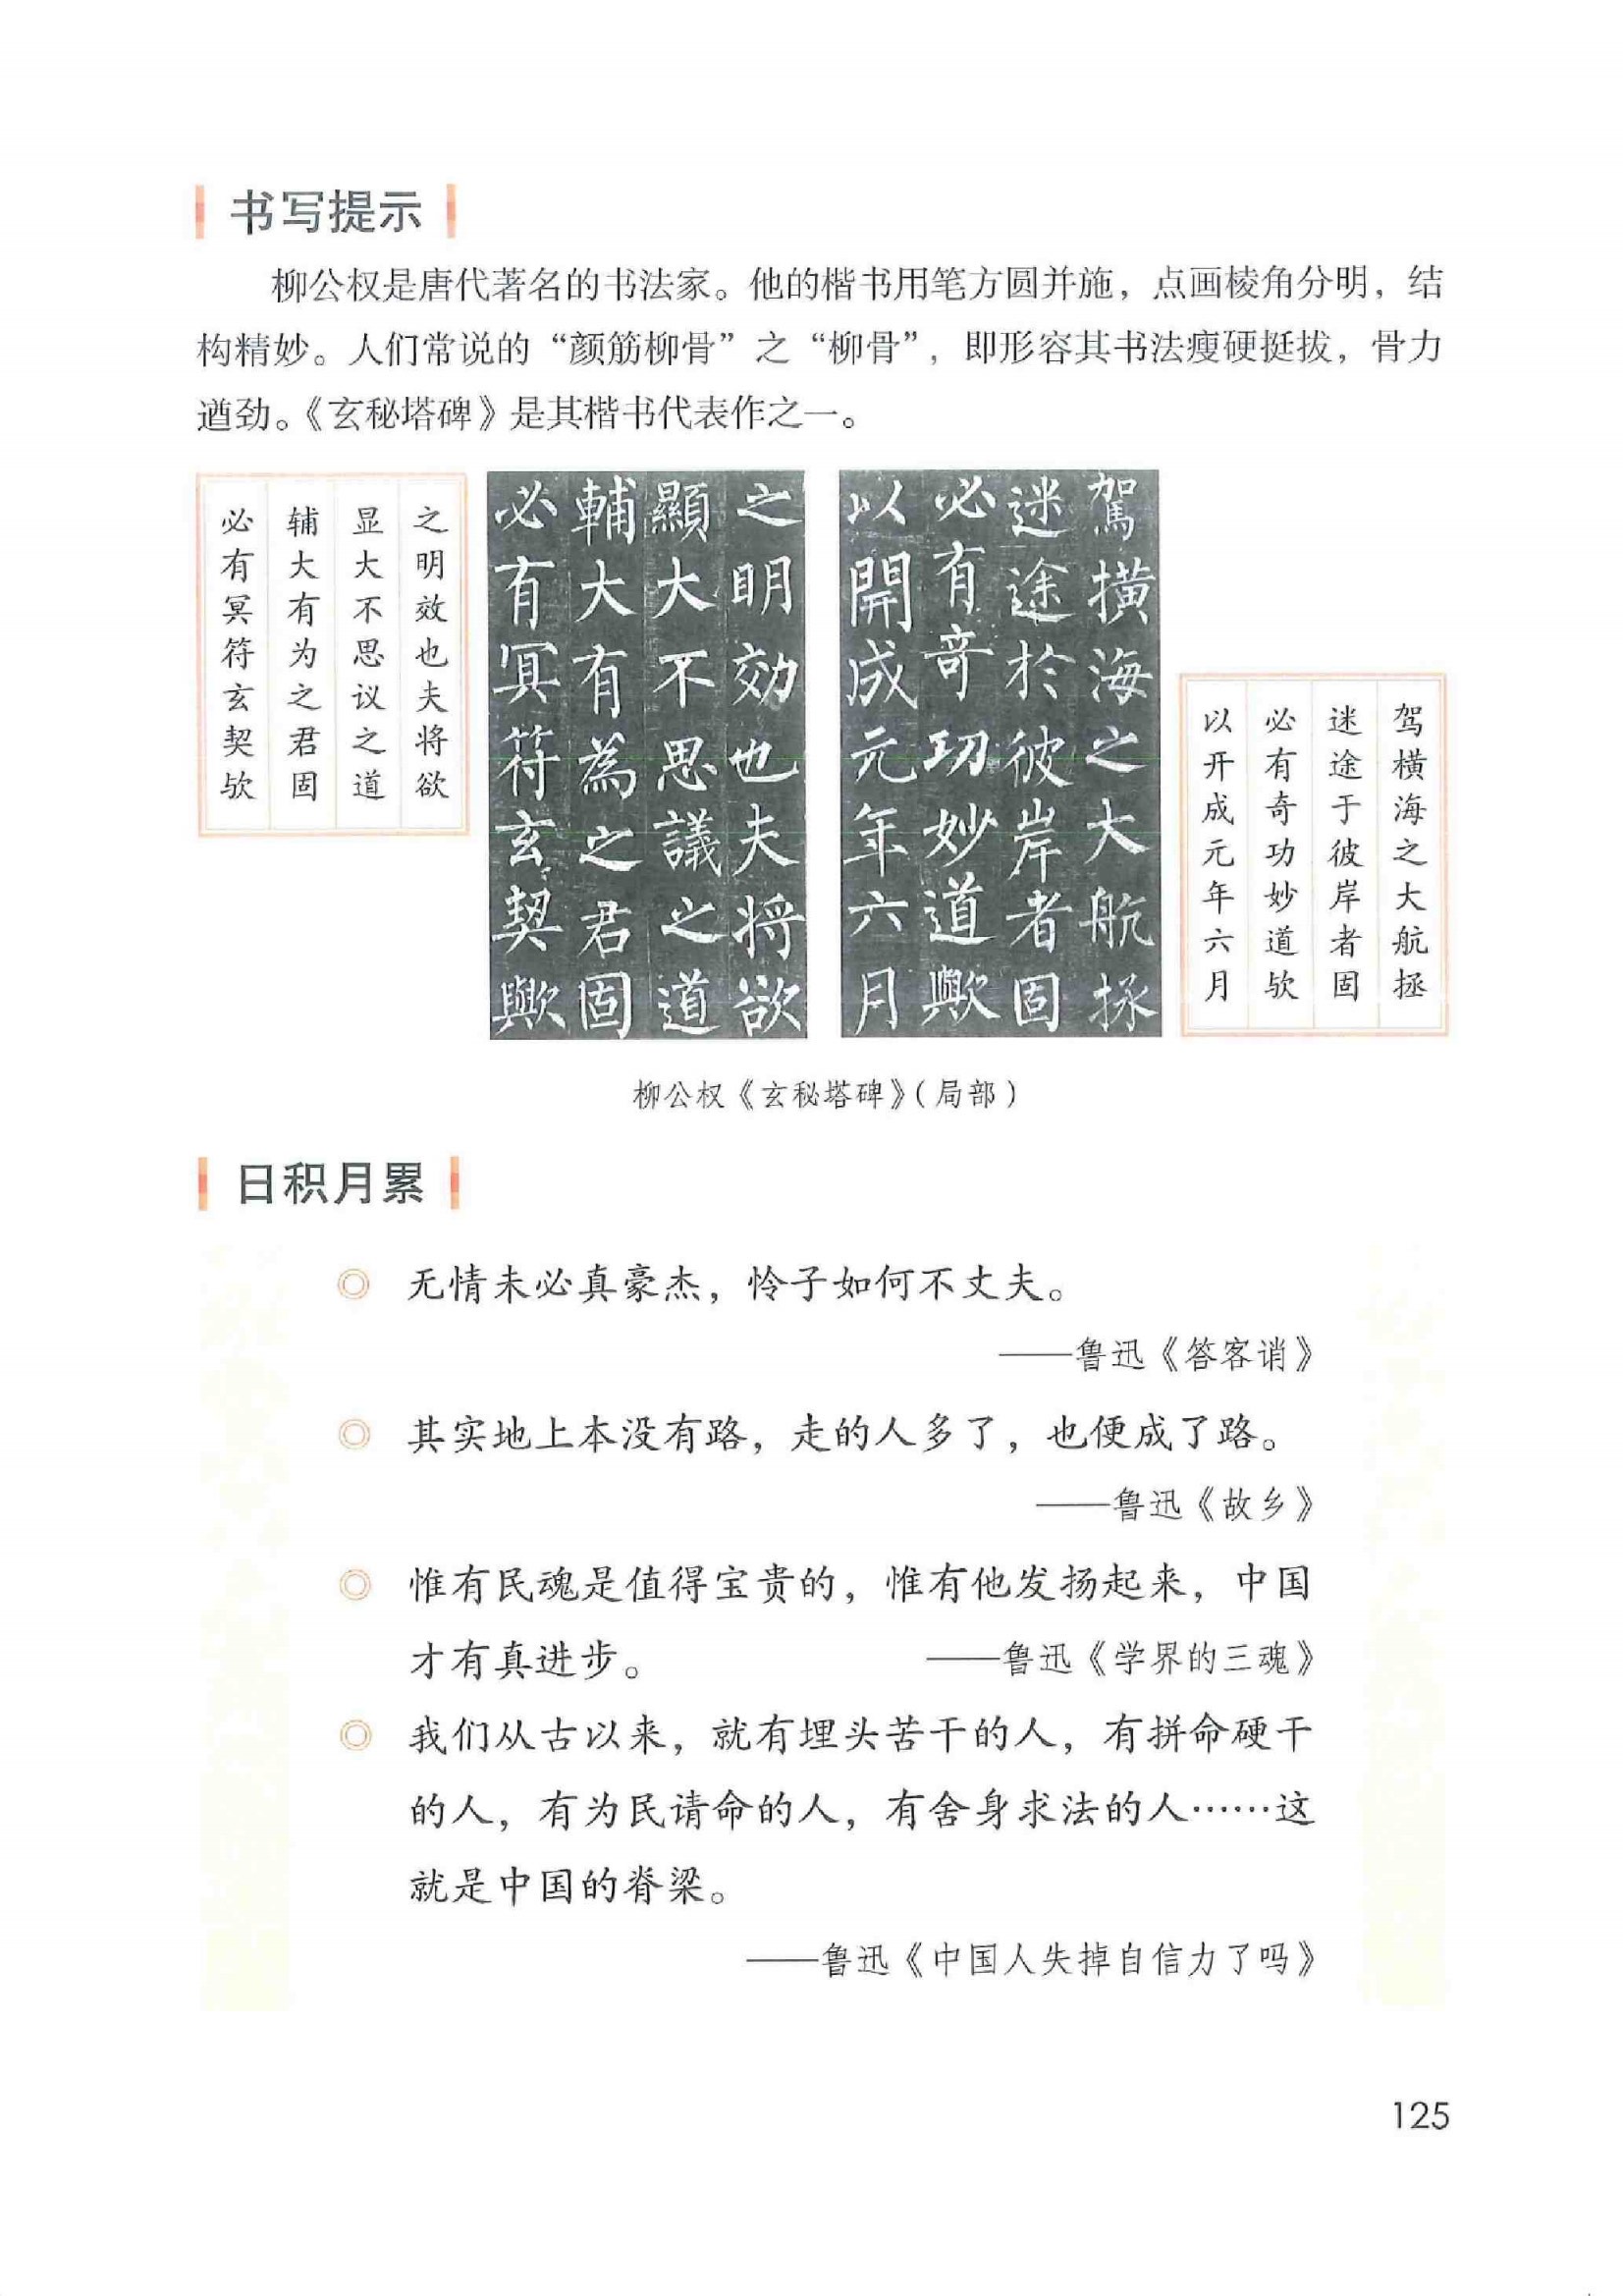 书写提示
柳公权是唐代著名的书法家。他的楷书用笔方圆并施，点画棱角分明，结
构精妙。人们常说的“颜筋柳骨”之“柳骨”，即形容其书法瘦硬挺拔，骨力
遒劲。《玄秘塔碑》是其楷书代表作之一。
驾横海之大航拯
迷途于彼岸者固
必有奇功妙道欤
以开成元年六月
駕横海之大航拯
迷途於彼岸者固
必有奇功妙道歟
以開成元年六月
之明効也夫将欲
顯大不思議之道
輔大有為之君固
必有冥符玄契歟
之明效也夫将欲
显大不思议之道
辅大有为之君固
必有冥符玄契欤
柳公权《玄秘塔碑》（局部）
日积月累
◎ 无情未必真豪杰，怜子如何不丈夫。
——鲁迅《答客诮》
◎ 其实地上本没有路，走的人多了，也便成了路。
——鲁迅《故乡》
◎ 惟有民魂是值得宝贵的，惟有他发扬起来，中国
才有真进步。 ——鲁迅《学界的三魂》
◎ 我们从古以来，就有埋头苦干的人，有拼命硬干
的人，有为民请命的人，有舍身求法的人……这
就是中国的脊梁。
——鲁迅《中国人失掉自信力了吗》
125